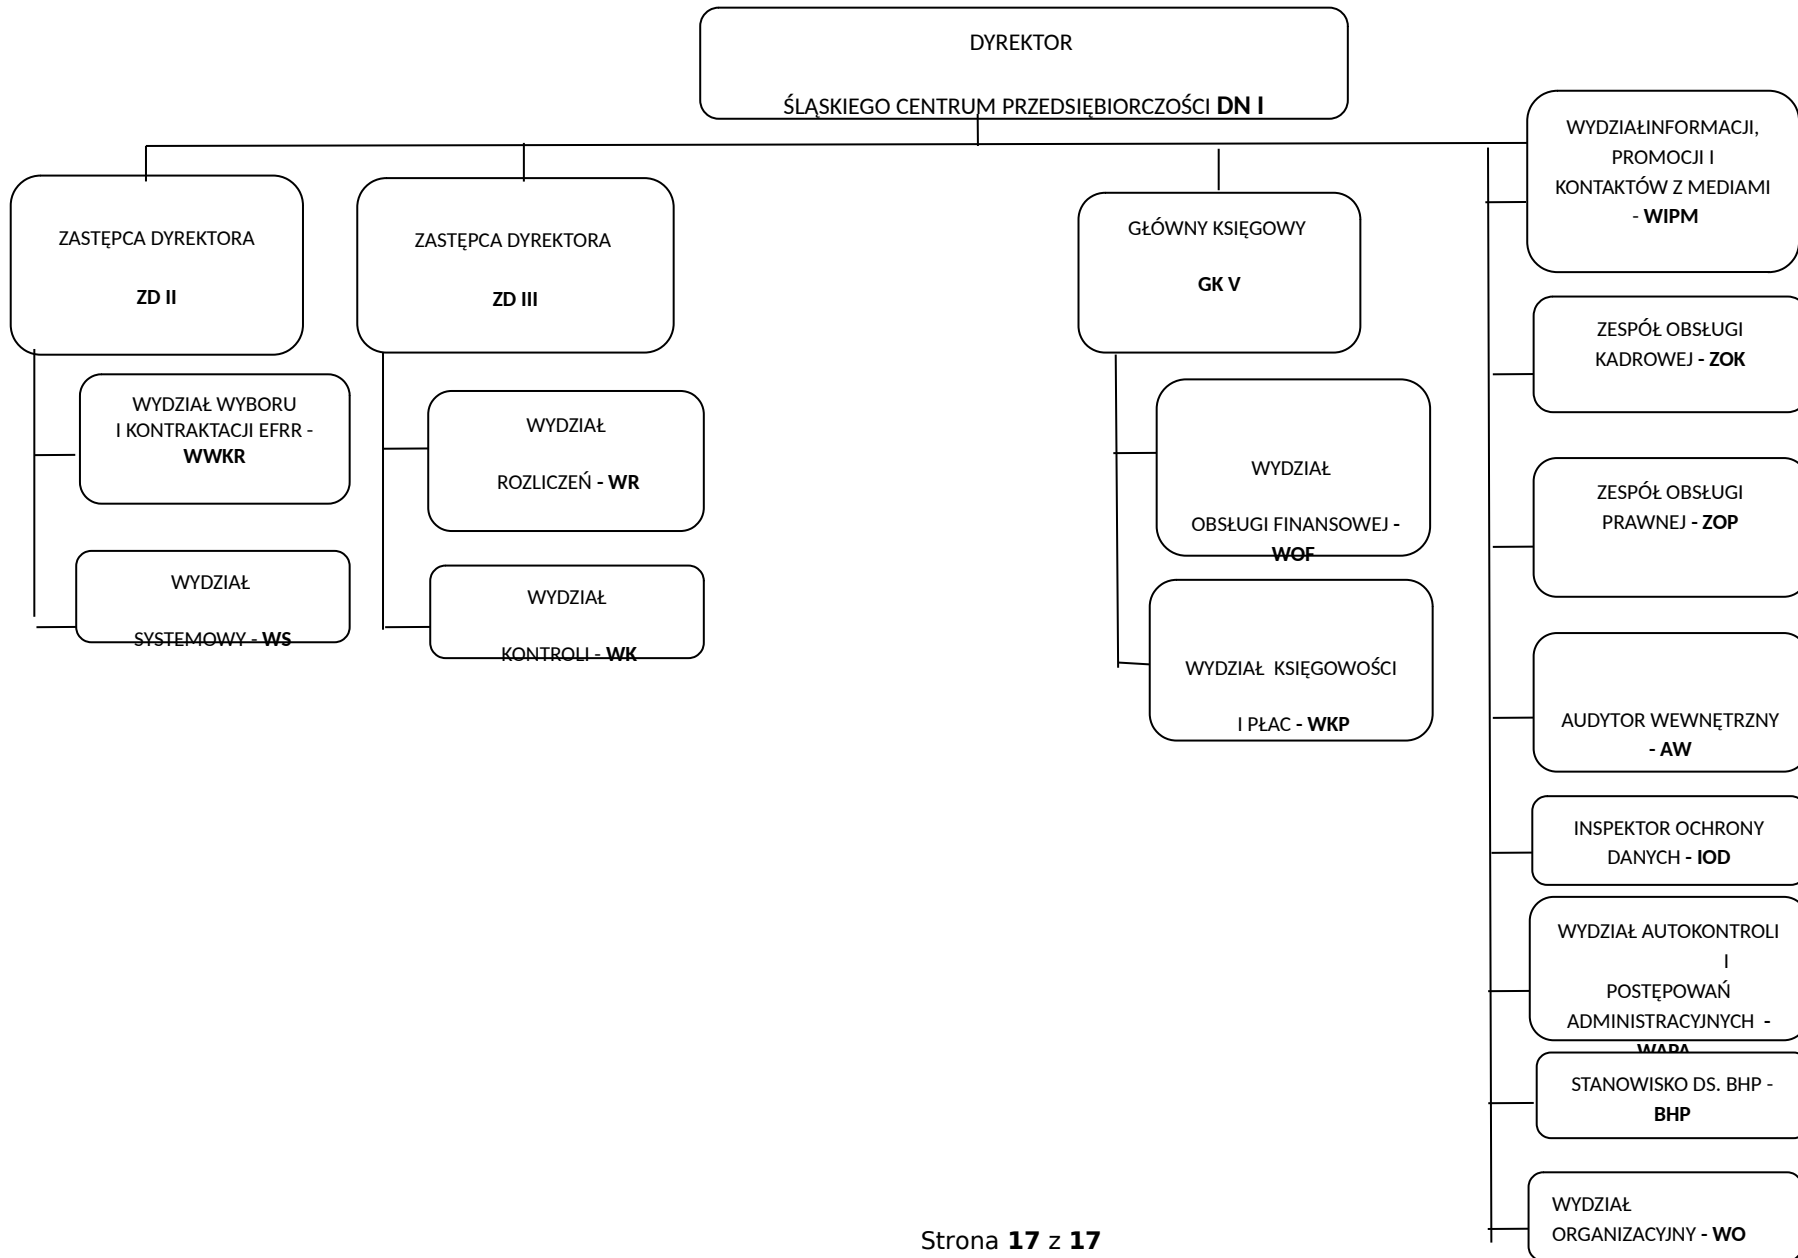 DYREKTOR
ŚLĄSKIEGO CENTRUM PRZEDSIĘBIORCZOŚCI DN I
ZASTĘPCA DYREKTORA
ZD II
WYDZIAŁ WYBORU
I KONTRAKTACJI EFRR -
WWKR
WYDZIAŁ
SYSTEMOWY - WS
ZASTĘPCA DYREKTORA
ZD III
WYDZIAŁ
ROZLICZEŃ - WR
WYDZIAŁ
KONTROLI - WK
GŁÓWNY KSIĘGOWY
GK V
WYDZIAŁ
OBSŁUGI FINANSOWEJ -
WOF
WYDZIAŁ  KSIĘGOWOŚCI
I PŁAC - WKP
WYDZIAŁINFORMACJI,
PROMOCJI I
KONTAKTÓW Z MEDIAMI
- WIPM
ZESPÓŁ OBSŁUGI
KADROWEJ - ZOK
ZESPÓŁ OBSŁUGI
PRAWNEJ - ZOP
AUDYTOR WEWNĘTRZNY
- AW
INSPEKTOR OCHRONY
DANYCH - IOD
WYDZIAŁ AUTOKONTROLI
I
POSTĘPOWAŃ
ADMINISTRACYJNYCH  -
WAPA
STANOWISKO DS. BHP -
BHP
WYDZIAŁ
ORGANIZACYJNY - WO
Strona 17 z 17